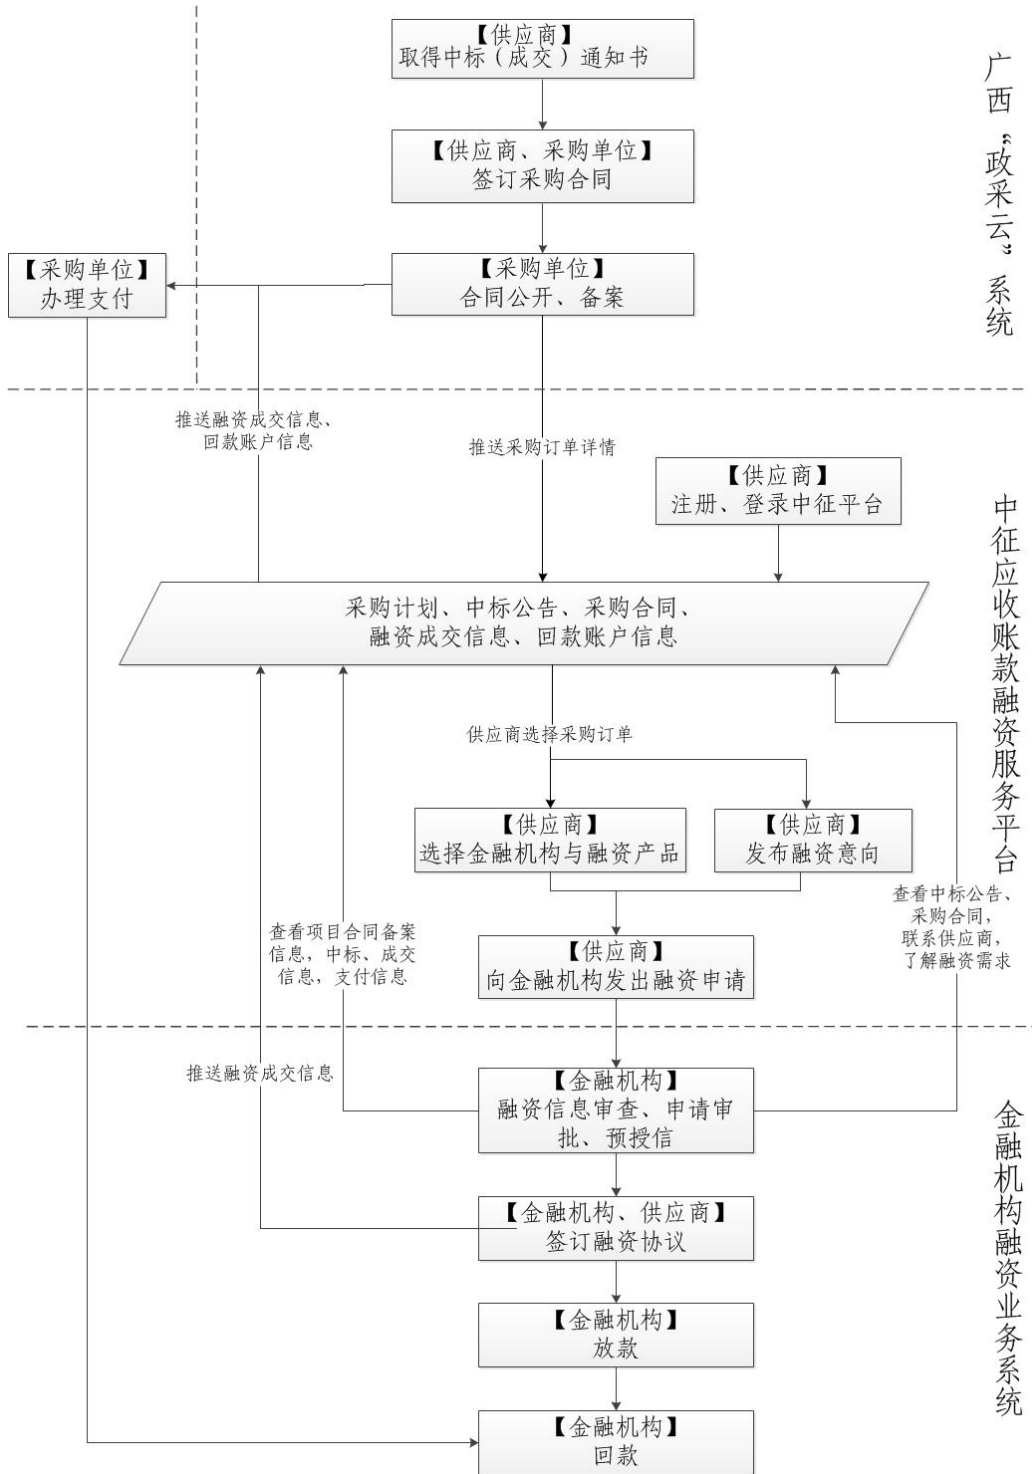 【供应商】
取得中标（成交）通知书
广西“政采云”系统
【供应商、采购单位】
签订采购合同
【采购单位】
办理支付
【采购单位】
合同公开、备案
推送融资成交信息、
回款账户信息
推送采购订单详情
【供应商】
注册、登录中征平台
中征应收账款融资服务平台
采购计划、中标公告、采购合同、
融资成交信息、回款账户信息
供应商选择采购订单
【供应商】
选择金融机构与融资产品
【供应商】
发布融资意向
查看中标公告、
采购合同，
联系供应商，
了解融资需求
查看项目合同备案
信息，中标、成交
信息，支付信息
【供应商】
向金融机构发出融资申请
推送融资成交信息
【金融机构】
融资信息审查、申请审
批、预授信
金融机构融资业务系统
【金融机构、供应商】
签订融资协议
【金融机构】
放款
【金融机构】
回款